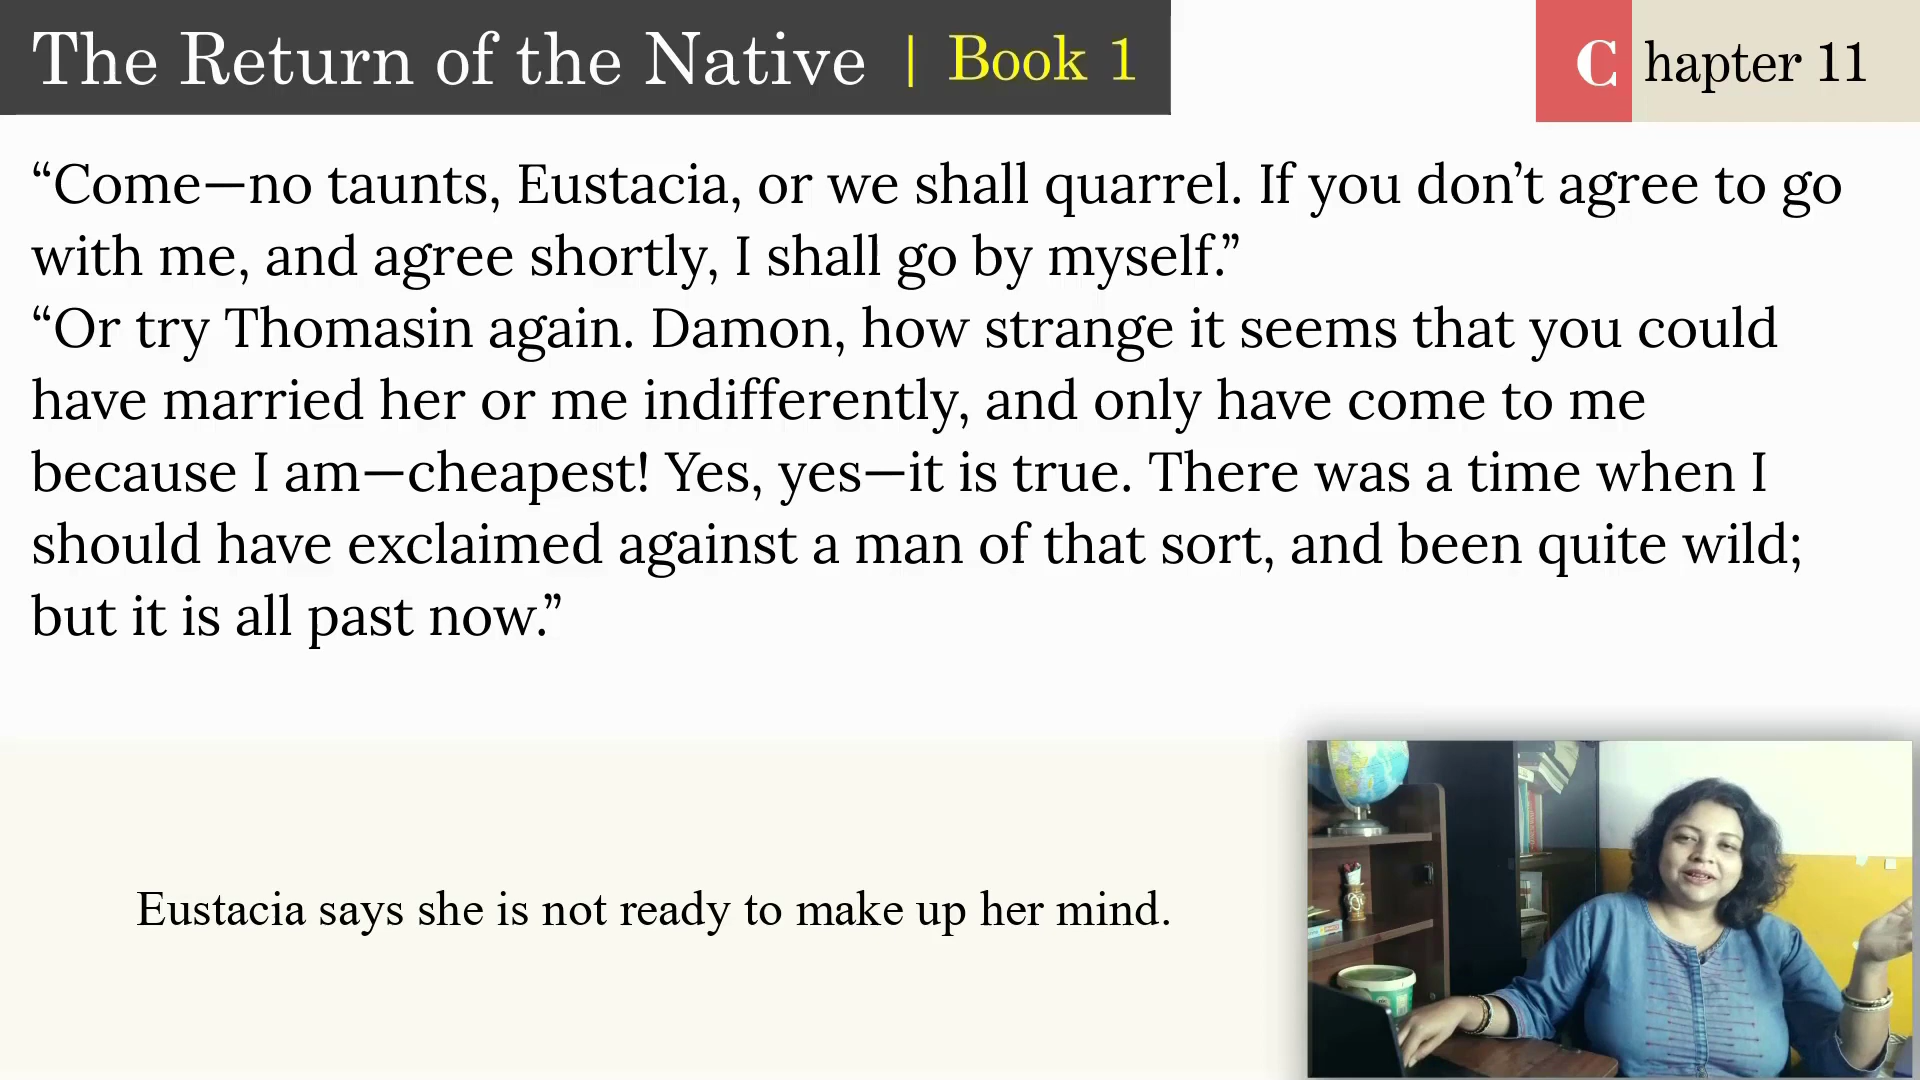 The Return of the Native | Book 1
Chapter 11
“Come—no taunts, Eustacia, or we shall quarrel. If you don’t agree to go
with me, and agree shortly, I shall go by myself.”
“Or try Thomasin again. Damon, how strange it seems that you could
have married her or me indifferently, and only have come to me
because I am—cheapest! Yes, yes—it is true. There was a time when I
should have exclaimed against a man of that sort, and been quite wild;
but it is all past now.”
Eustacia says she is not ready to make up her mind.